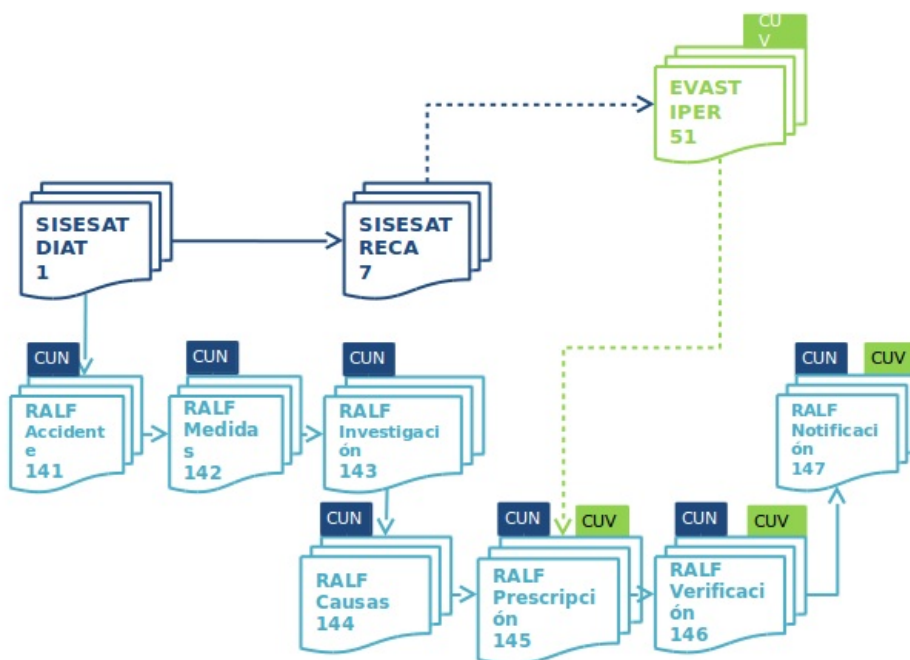 CU
V
EVAST
IPER
51
SISESAT
DIAT
1
SISESAT
RECA
7
CUN
CUN
CUN
CUN
CUV
RALF
Accident
e
141
RALF
Medida
s
142
RALF
Investigaci
ón
143
RALF
Notificaci
ón
147
CUN
CUN
CUV
CUN
CUV
RALF
Causas
144
RALF
Prescripci
ón
145
RALF
Verificaci
ón
146